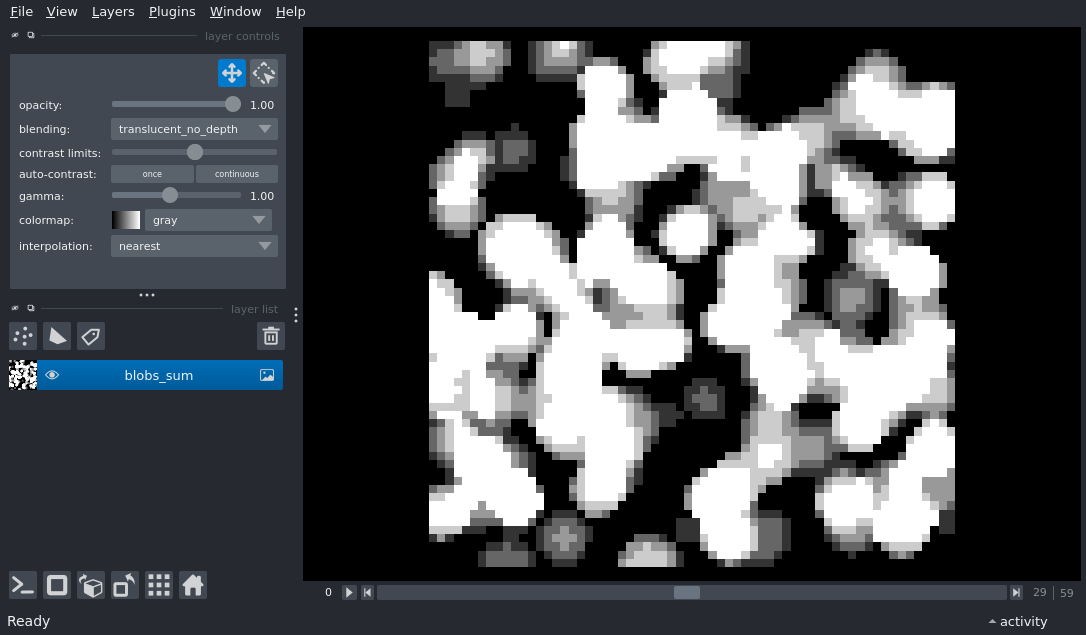 File View Layers Plugins Window Help
layer controls
opacity: 1.00
blending: translucent_no_depth
contrast limits:
auto-contrast: once continuous
gamma: 1.00
colormap: gray
interpolation: nearest
layer list
blobs_sum
0 29 59
Ready activity